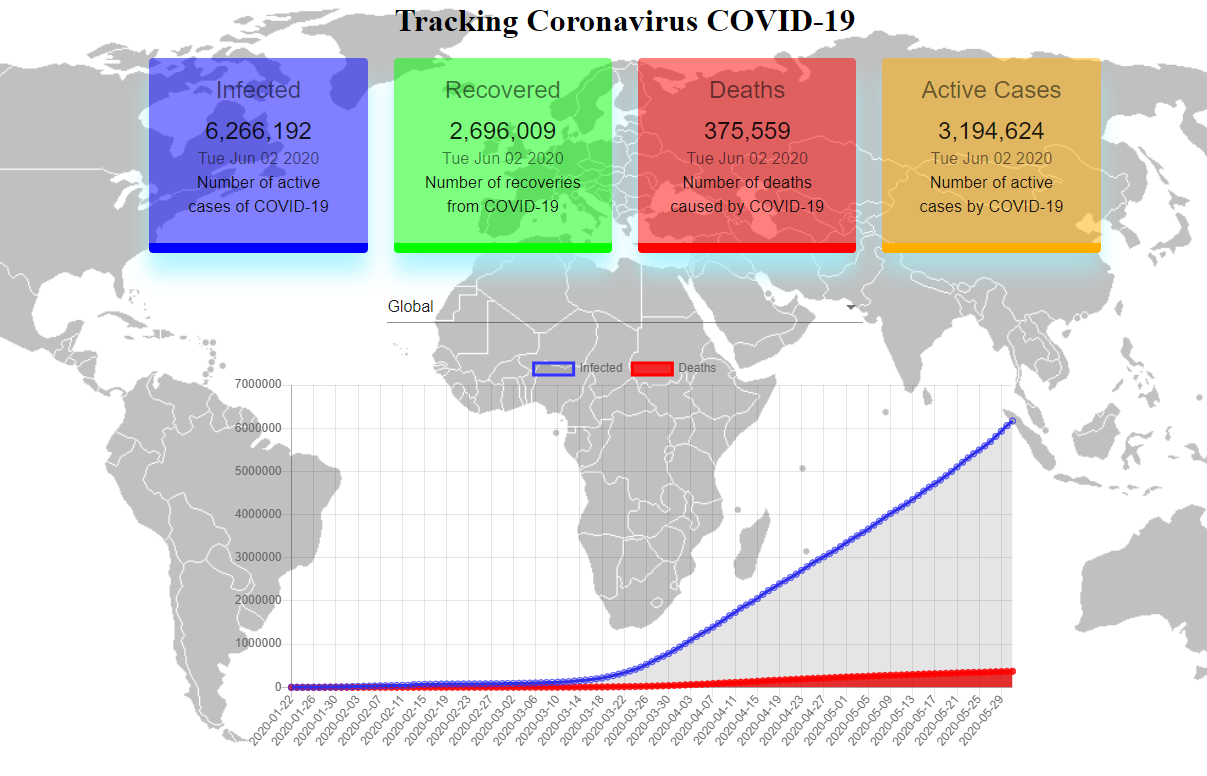 Tracking Coronavirus COVID-19
Infected
6,266,192
Tue Jun 02 2020
Number of active
cases of COVID-19
Recovered
2,696,009
Tue Jun 02 2020
Number of recoveries
from COVID-19
Deaths
375,559
Tue Jun 02 2020
Number of deaths
caused by COVID-19
Active Cases
3,194,624
Tue Jun 02 2020
Number of active
cases by COVID-19
Global
Infected Deaths
7000000
6000000
5000000
4000000
3000000
2000000
1000000
0
2020-01-22
2020-01-26
2020-01-30
2020-02-03
2020-02-07
2020-02-11
2020-02-15
2020-02-19
2020-02-23
2020-02-27
2020-03-02
2020-03-06
2020-03-10
2020-03-14
2020-03-18
2020-03-22
2020-03-26
2020-03-30
2020-04-03
2020-04-07
2020-04-11
2020-04-15
2020-04-19
2020-04-23
2020-04-27
2020-05-01
2020-05-05
2020-05-09
2020-05-13
2020-05-17
2020-05-21
2020-05-25
2020-05-29